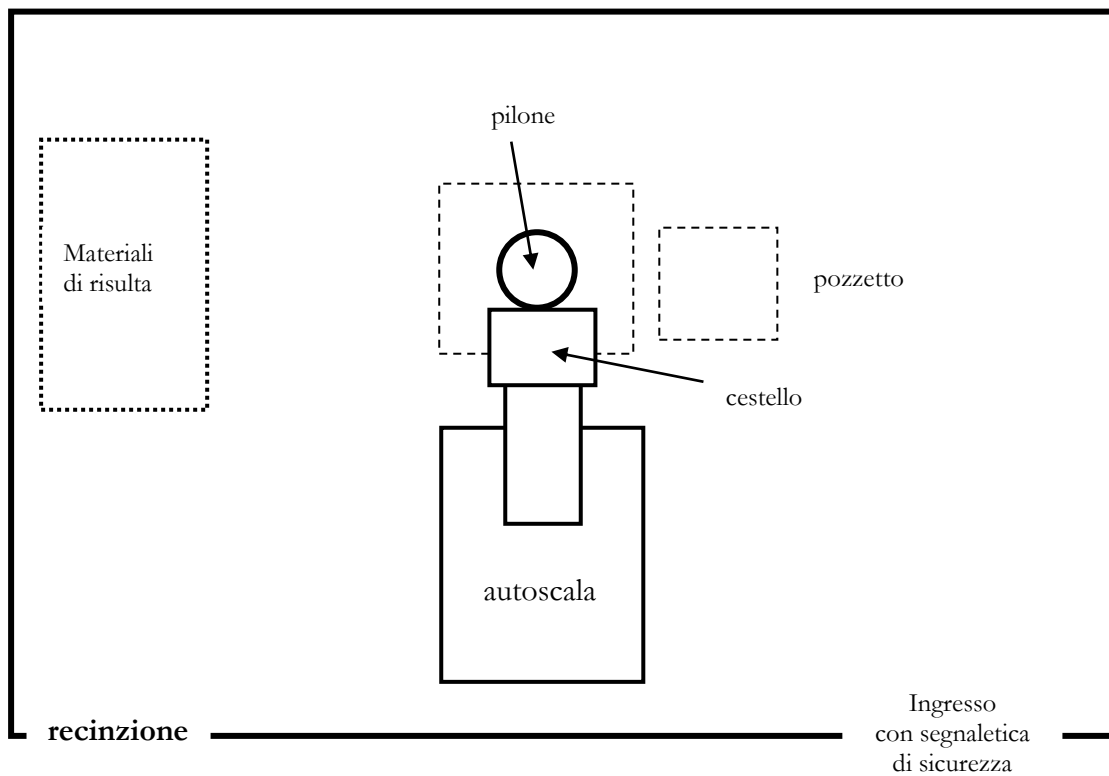 pilone
Materiali
di risulta
pozzetto
cestello
autoscala
recinzione
Ingresso
con segnaletica
di sicurezza